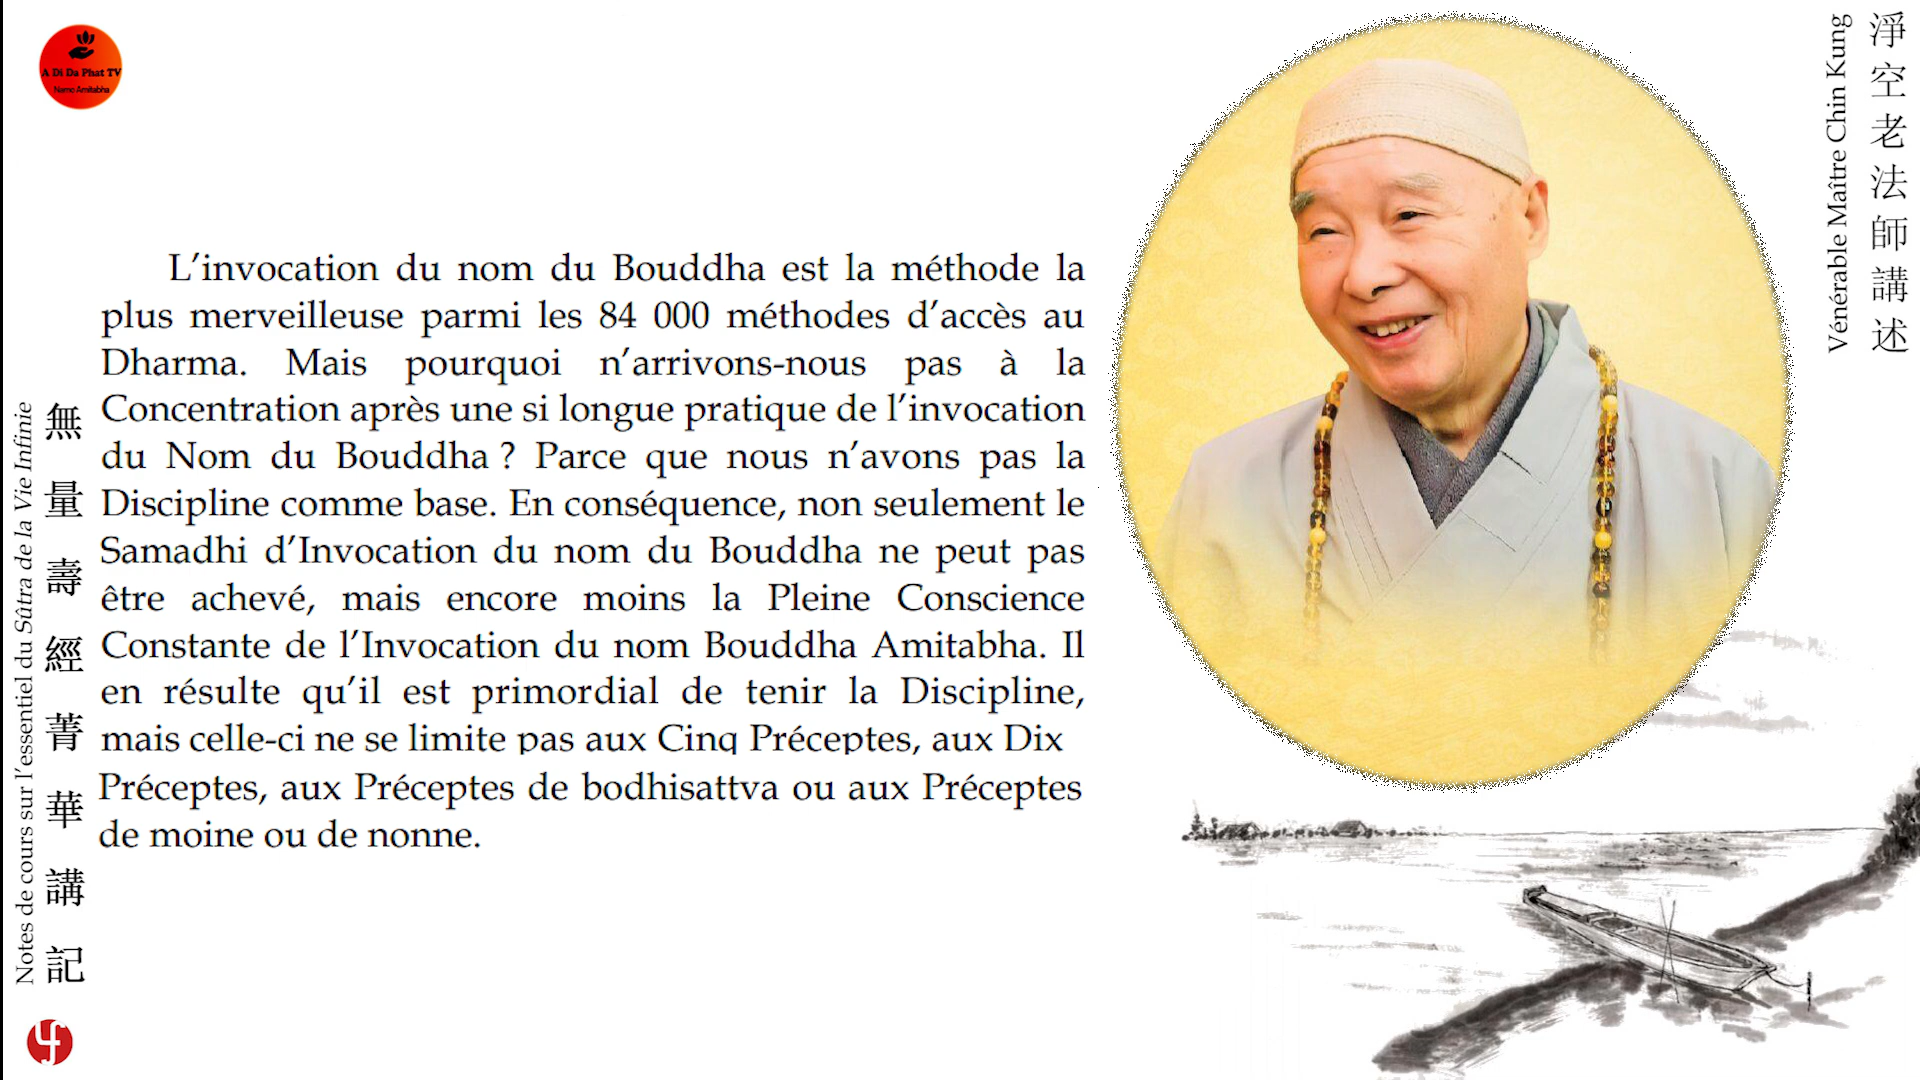 A Di Da Phat TV
Namo Amitabha
L’invocation du nom du Bouddha est la méthode la
plus merveilleuse parmi les 84 000 méthodes d’accès au
Dharma. Mais pourquoi n’arrivons-nous pas à la
Concentration après une si longue pratique de l’invocation
du Nom du Bouddha ? Parce que nous n’avons pas la
Discipline comme base. En conséquence, non seulement le
Samadhi d’Invocation du nom du Bouddha ne peut pas
être achevé, mais encore moins la Pleine Conscience
Constante de l’Invocation du nom Bouddha Amitabha. Il
en résulte qu’il est primordial de tenir la Discipline,
mais celle-ci ne se limite pas aux Cinq Préceptes, aux Dix
Préceptes, aux Préceptes de bodhisattva ou aux Préceptes
de moine ou de nonne.
Notes de cours sur l’essentiel du Sûtra de la Vie Infinie
無量壽經菁華講記
Vénérable Maître Chin Kung
淨空老法師講述